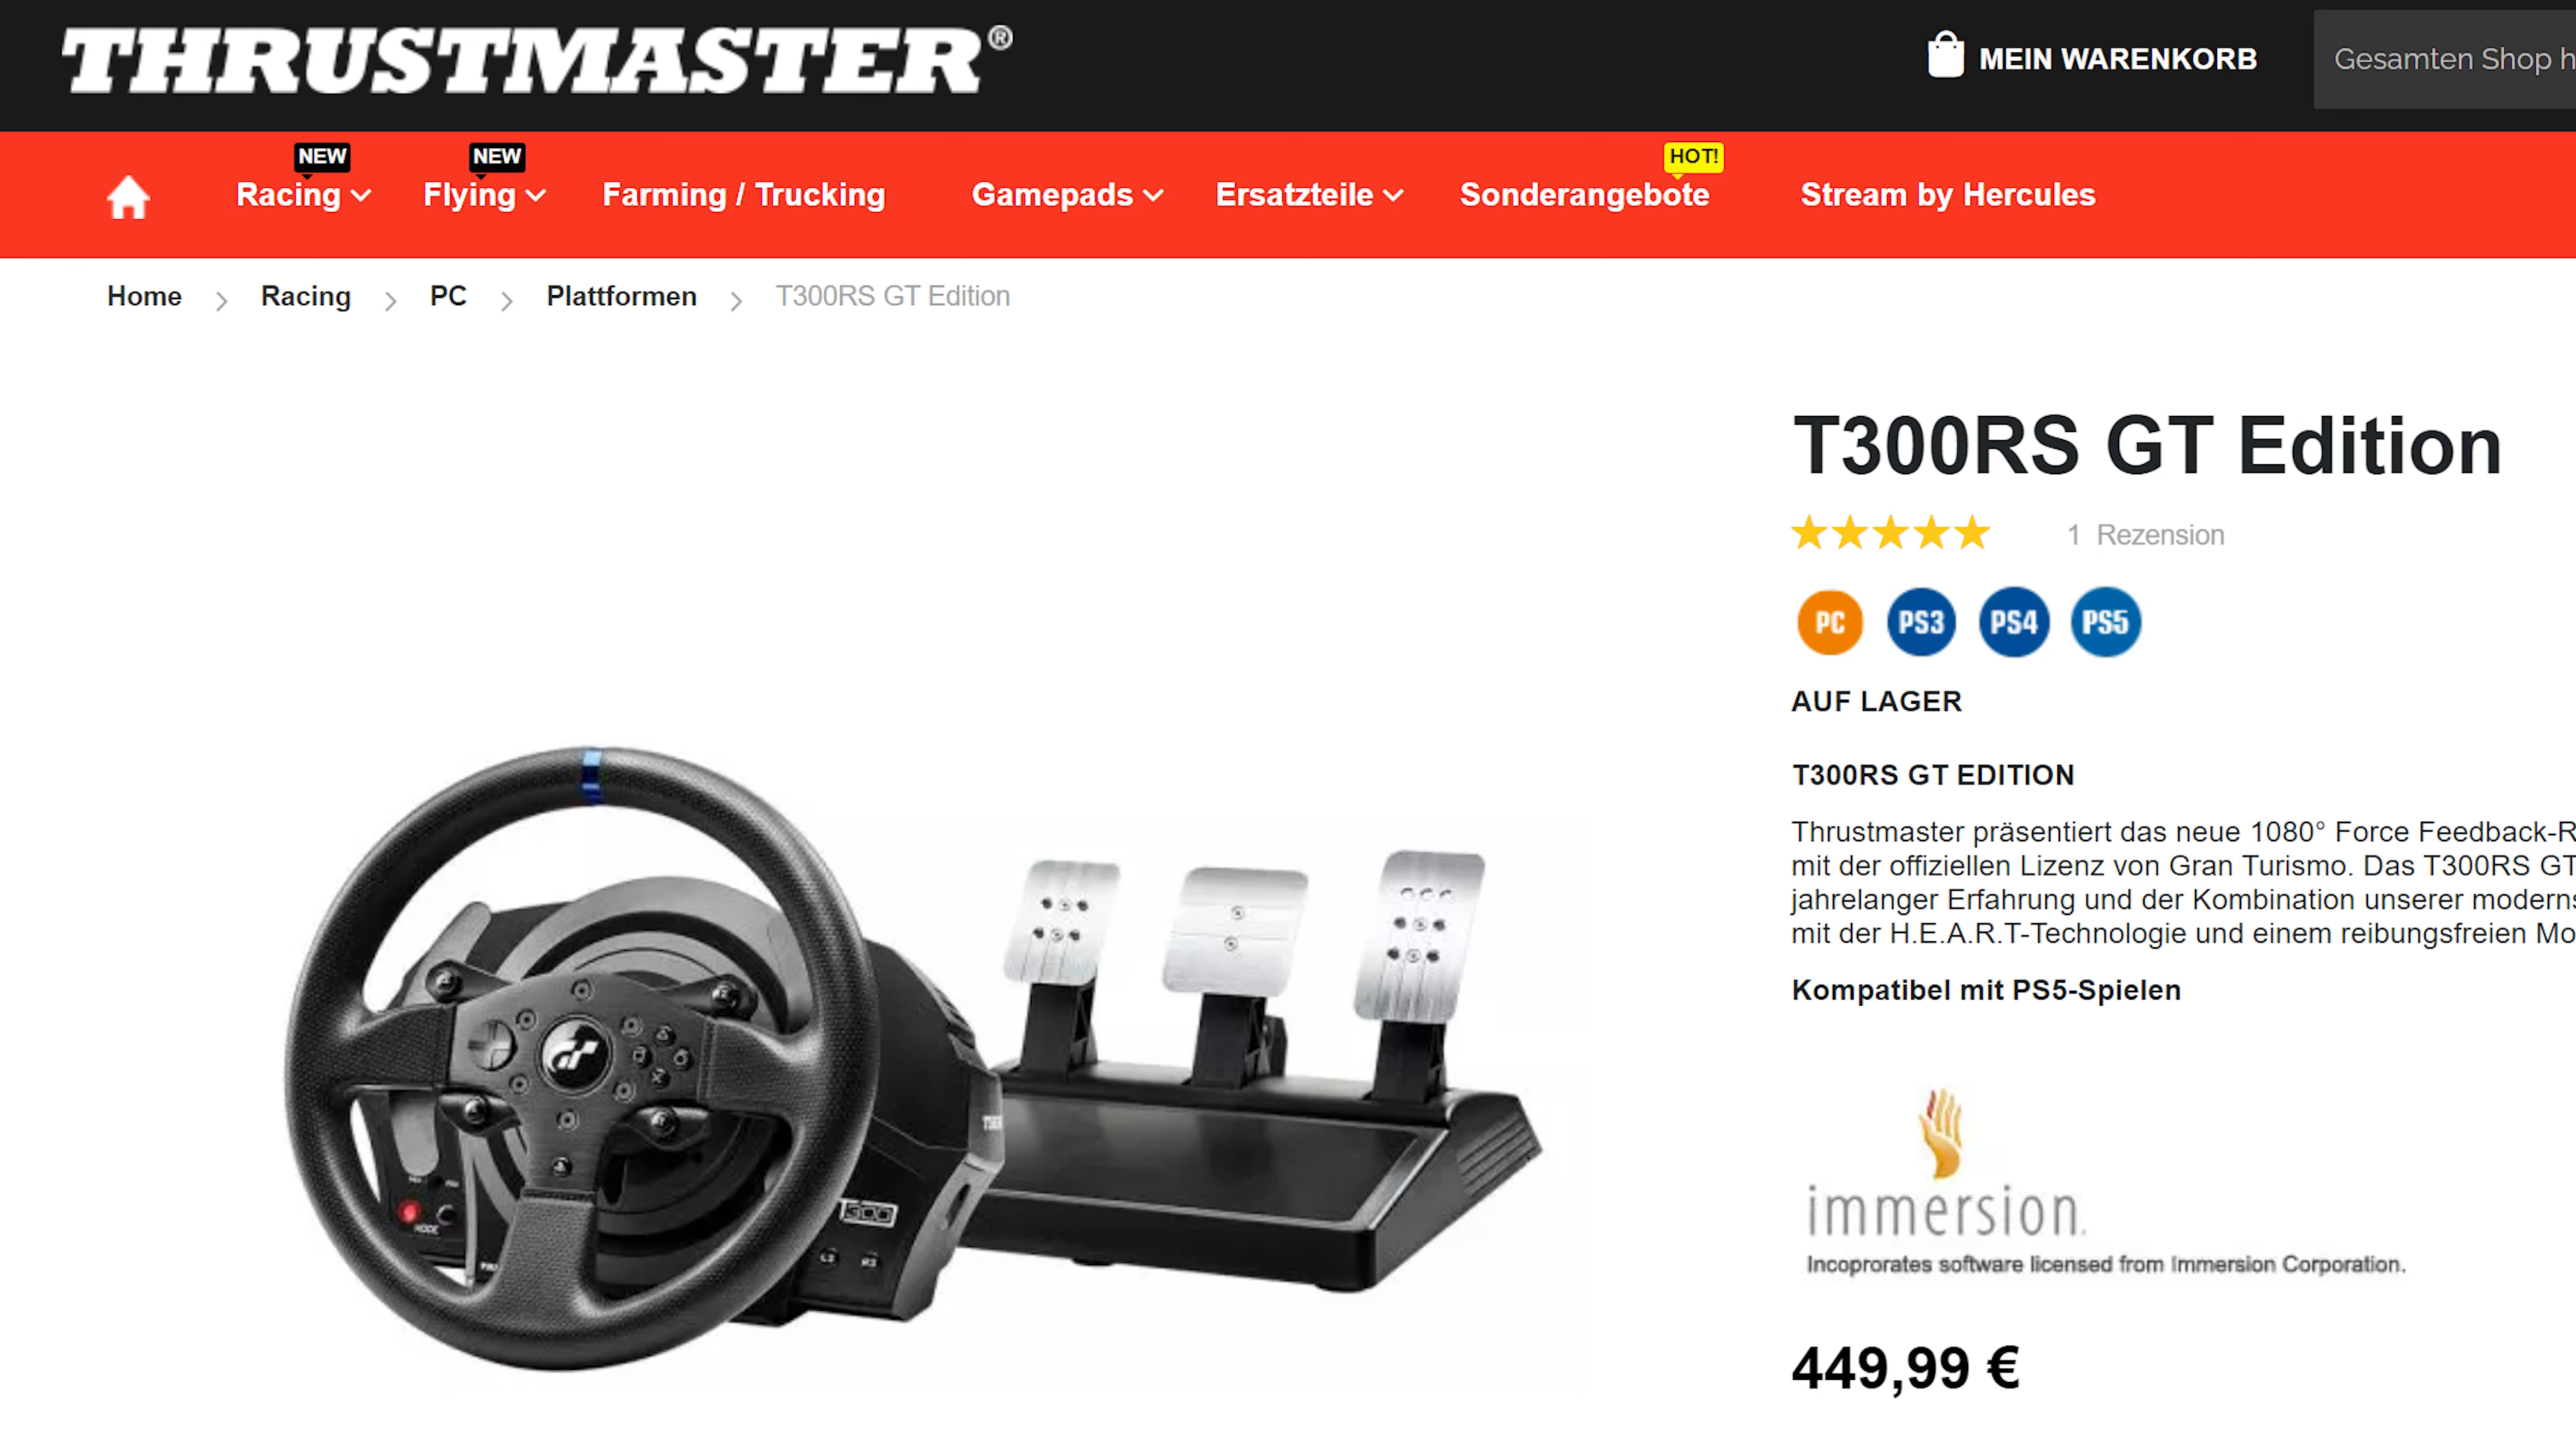 THRUSTMASTER®
MEIN WARENKORB
Gesamten Shop h
NEW
NEW
HOT!
Racing
Flying
Farming / Trucking
Gamepads
Ersatzteile
Sonderangebote
Stream by Hercules
Home
Racing
PC
Plattformen
T300RS GT Edition
T300RS GT Edition
1 Rezension
PC
PS3
PS4
PS5
AUF LAGER
T300RS GT EDITION
Thrustmaster präsentiert das neue 1080° Force Feedback-R
mit der offiziellen Lizenz von Gran Turismo. Das T300RS GT
jahrelanger Erfahrung und der Kombination unserer moderns
mit der H.E.A.R.T-Technologie und einem reibungsfreien Mo
Kompatibel mit PS5-Spielen
immersion.
Incoprorates software licensed from Immersion Corporation.
449,99 €
MODE
T300
L3
R3